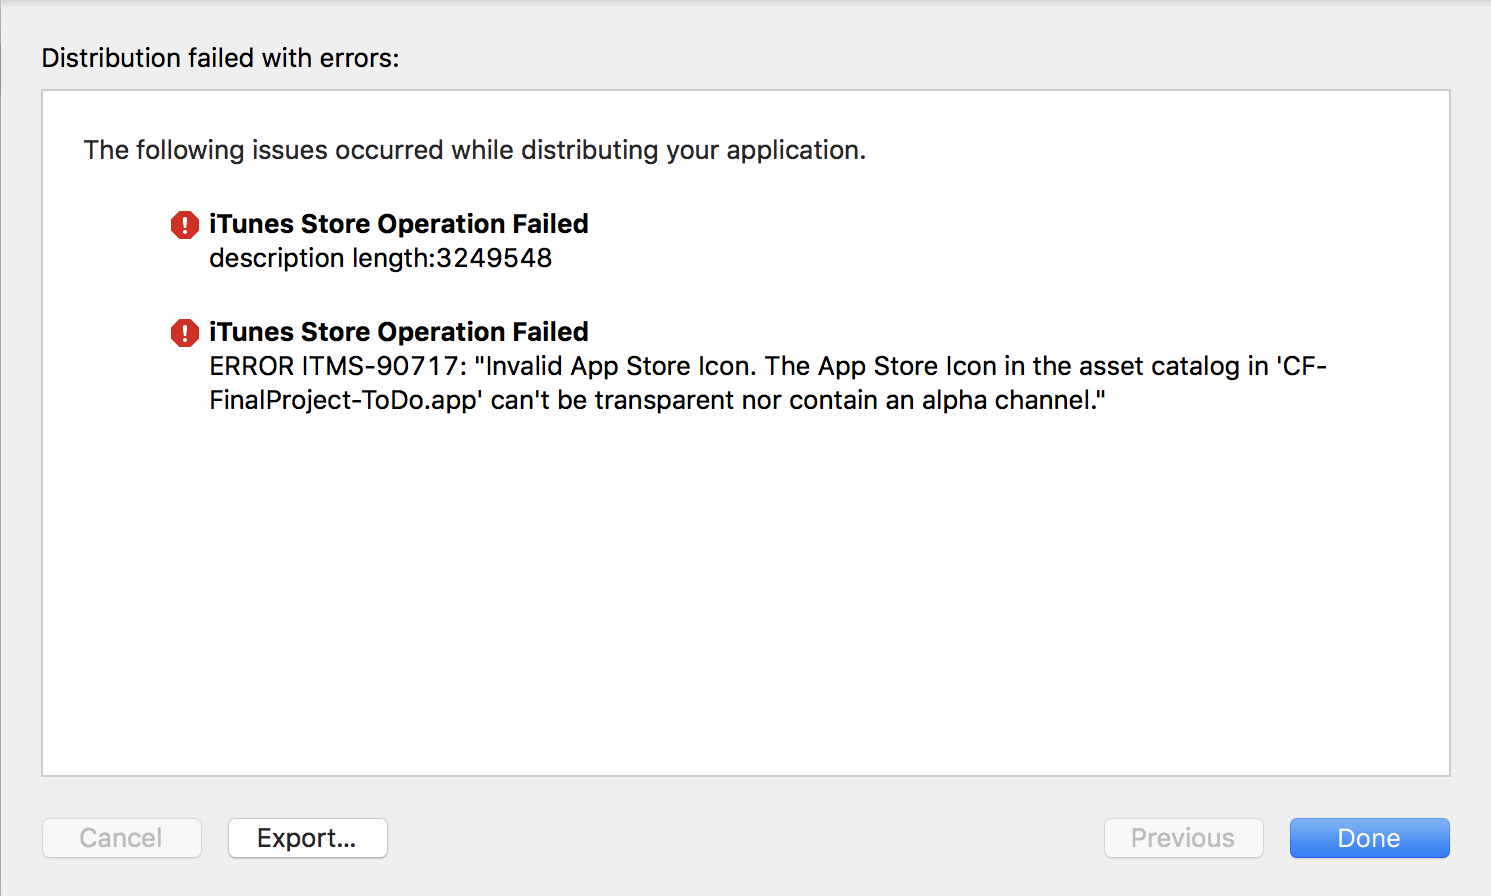 Distribution failed with errors:
The following issues occurred while distributing your application.
iTunes Store Operation Failed
description length:3249548
iTunes Store Operation Failed
ERROR ITMS-90717: "Invalid App Store Icon. The App Store Icon in the asset catalog in 'CF-
FinalProject-ToDo.app' can't be transparent nor contain an alpha channel."
Cancel
Export...
Previous
Done